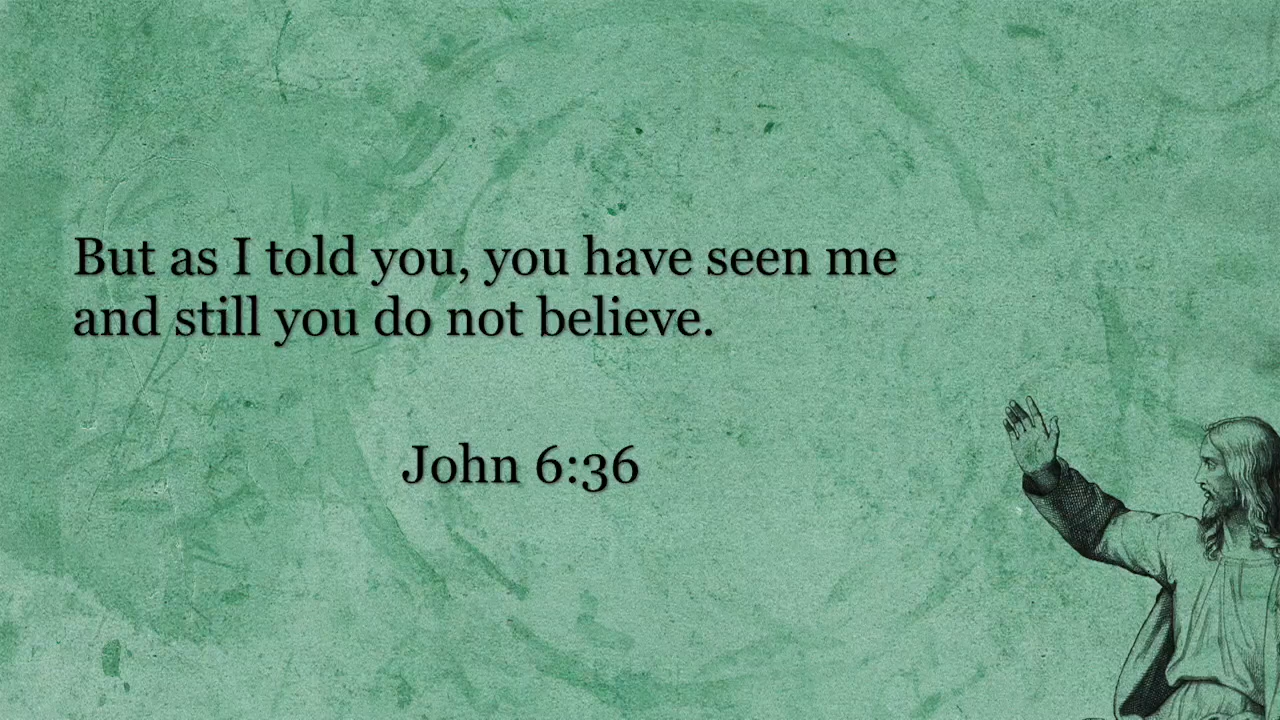 But as I told you, you have seen me
and still you do not believe.
John 6:36